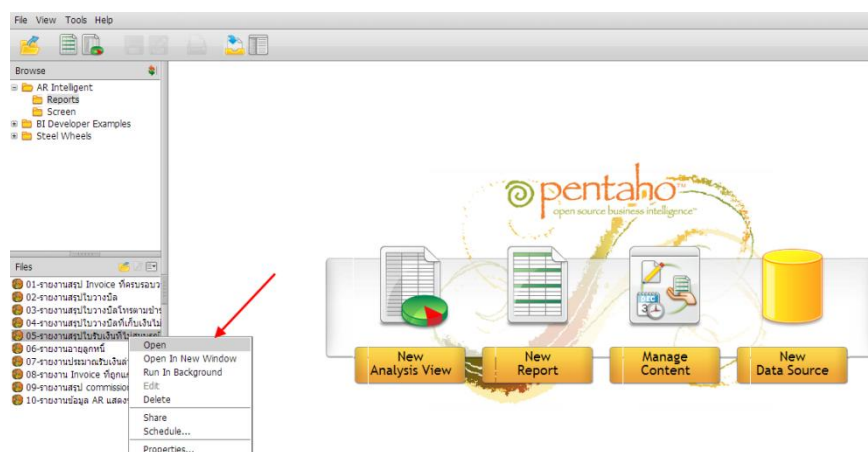 File View Tools Help
Browse
AR Intelligent
Reports
Screen
BI Developer Examples
Steel Wheels
pentaho™
open source business intelligence™
Files
01-รายงานสรุป Invoice ที่ครบรอบว
02-รายงานสรุปใบวางบิล
03-รายงานสรุปใบวางบิลโทรตามชำร
04-รายงานสรุปใบวางบิลที่เก็บเงินไม่
05-รายงานสรุปใบรับเงินที่ไม่
06-รายงานอายุลูกหนี้
07-รายงานประมาณรับเงิน
08-รายงาน Invoice ที่ถูก
09-รายงานสรุป commission
10-รายงานข้อมูล AR แสดง
Open
Open In New Window
Run In Background
Edit
Delete
Share
Schedule...
Properties...
New Analysis View
New Report
Manage Content
New Data Source
DEC
3